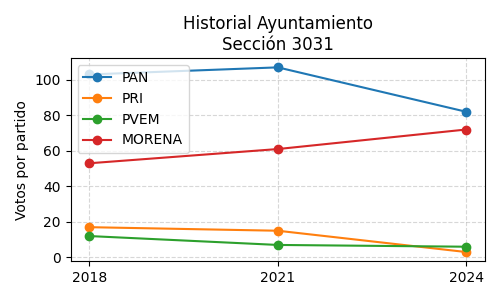 Historial Ayuntamiento
Sección 3031
Votos por partido
100
80
60
40
20
0
PAN
PRI
PVEM
MORENA
2018
2021
2024